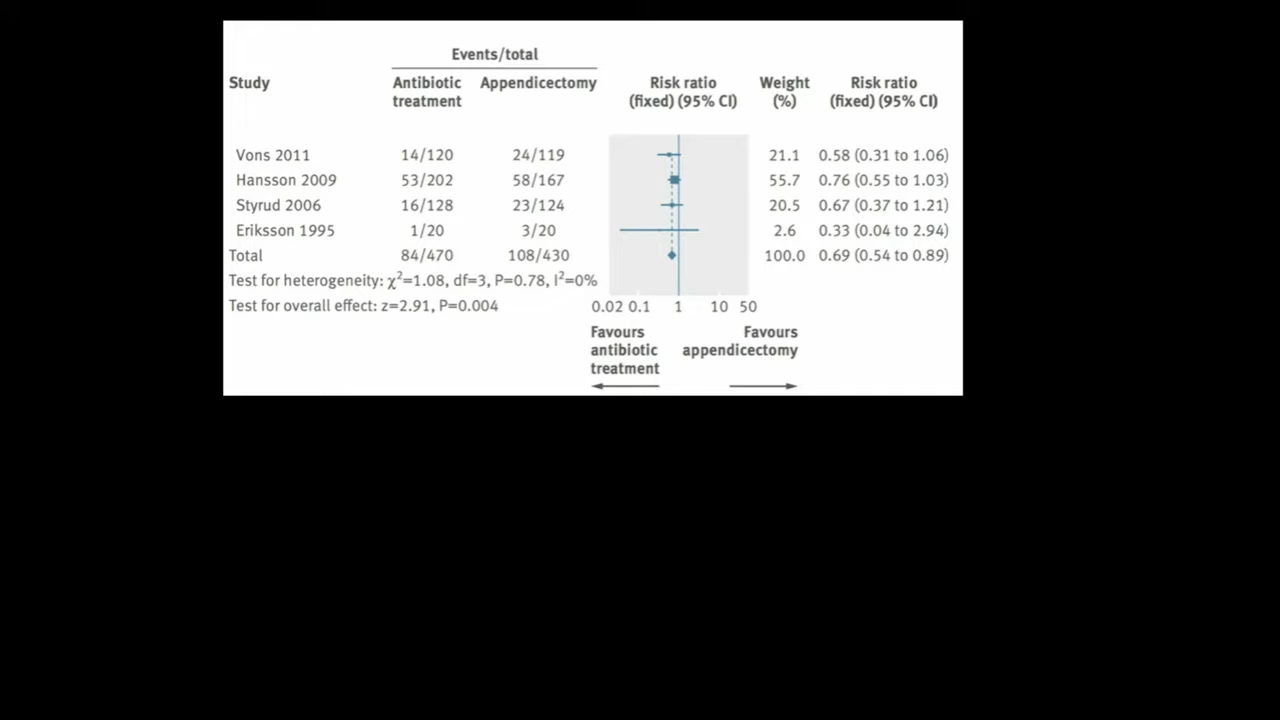 Events/total
Study Antibiotic treatment Appendicectomy Risk ratio (fixed) (95% CI) Weight (%) Risk ratio (fixed) (95% CI)
Vons 2011 14/120 24/119 21.1 0.58 (0.31 to 1.06)
Hansson 2009 53/202 58/167 55.7 0.76 (0.55 to 1.03)
Styrud 2006 16/128 23/124 20.5 0.67 (0.37 to 1.21)
Eriksson 1995 1/20 3/20 2.6 0.33 (0.04 to 2.94)
Total 84/470 108/430 100.0 0.69 (0.54 to 0.89)
Test for heterogeneity: χ²=1.08, df=3, P=0.78, I²=0%
Test for overall effect: z=2.91, P=0.004
0.02 0.1 1 10 50
Favours antibiotic treatment
Favours appendicectomy